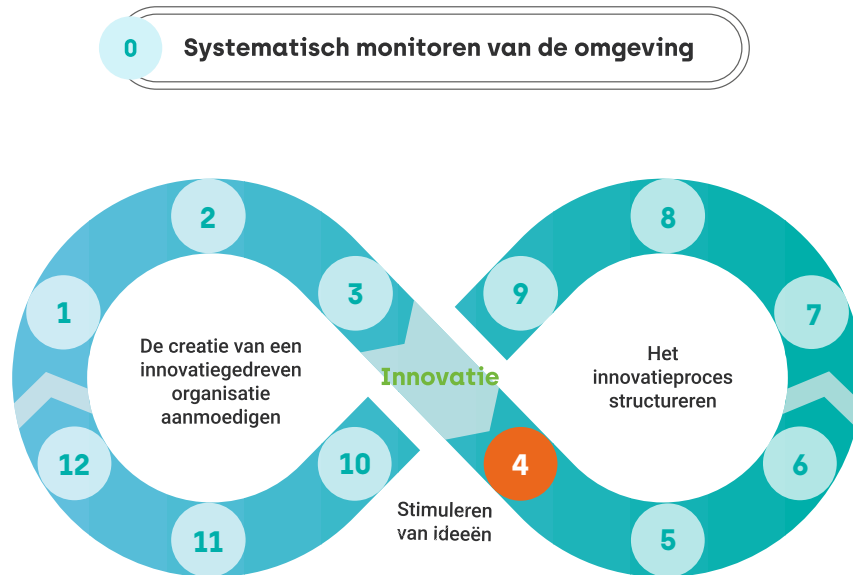 0 Systematisch monitoren van de omgeving
2
8
3
9
1
7
De creatie van een
innovatiegedreven
organisatie
aanmoedigen
Innovatie
Het
innovatieproces
structureren
12
10
4
6
Stimuleren
van ideeën
11
5